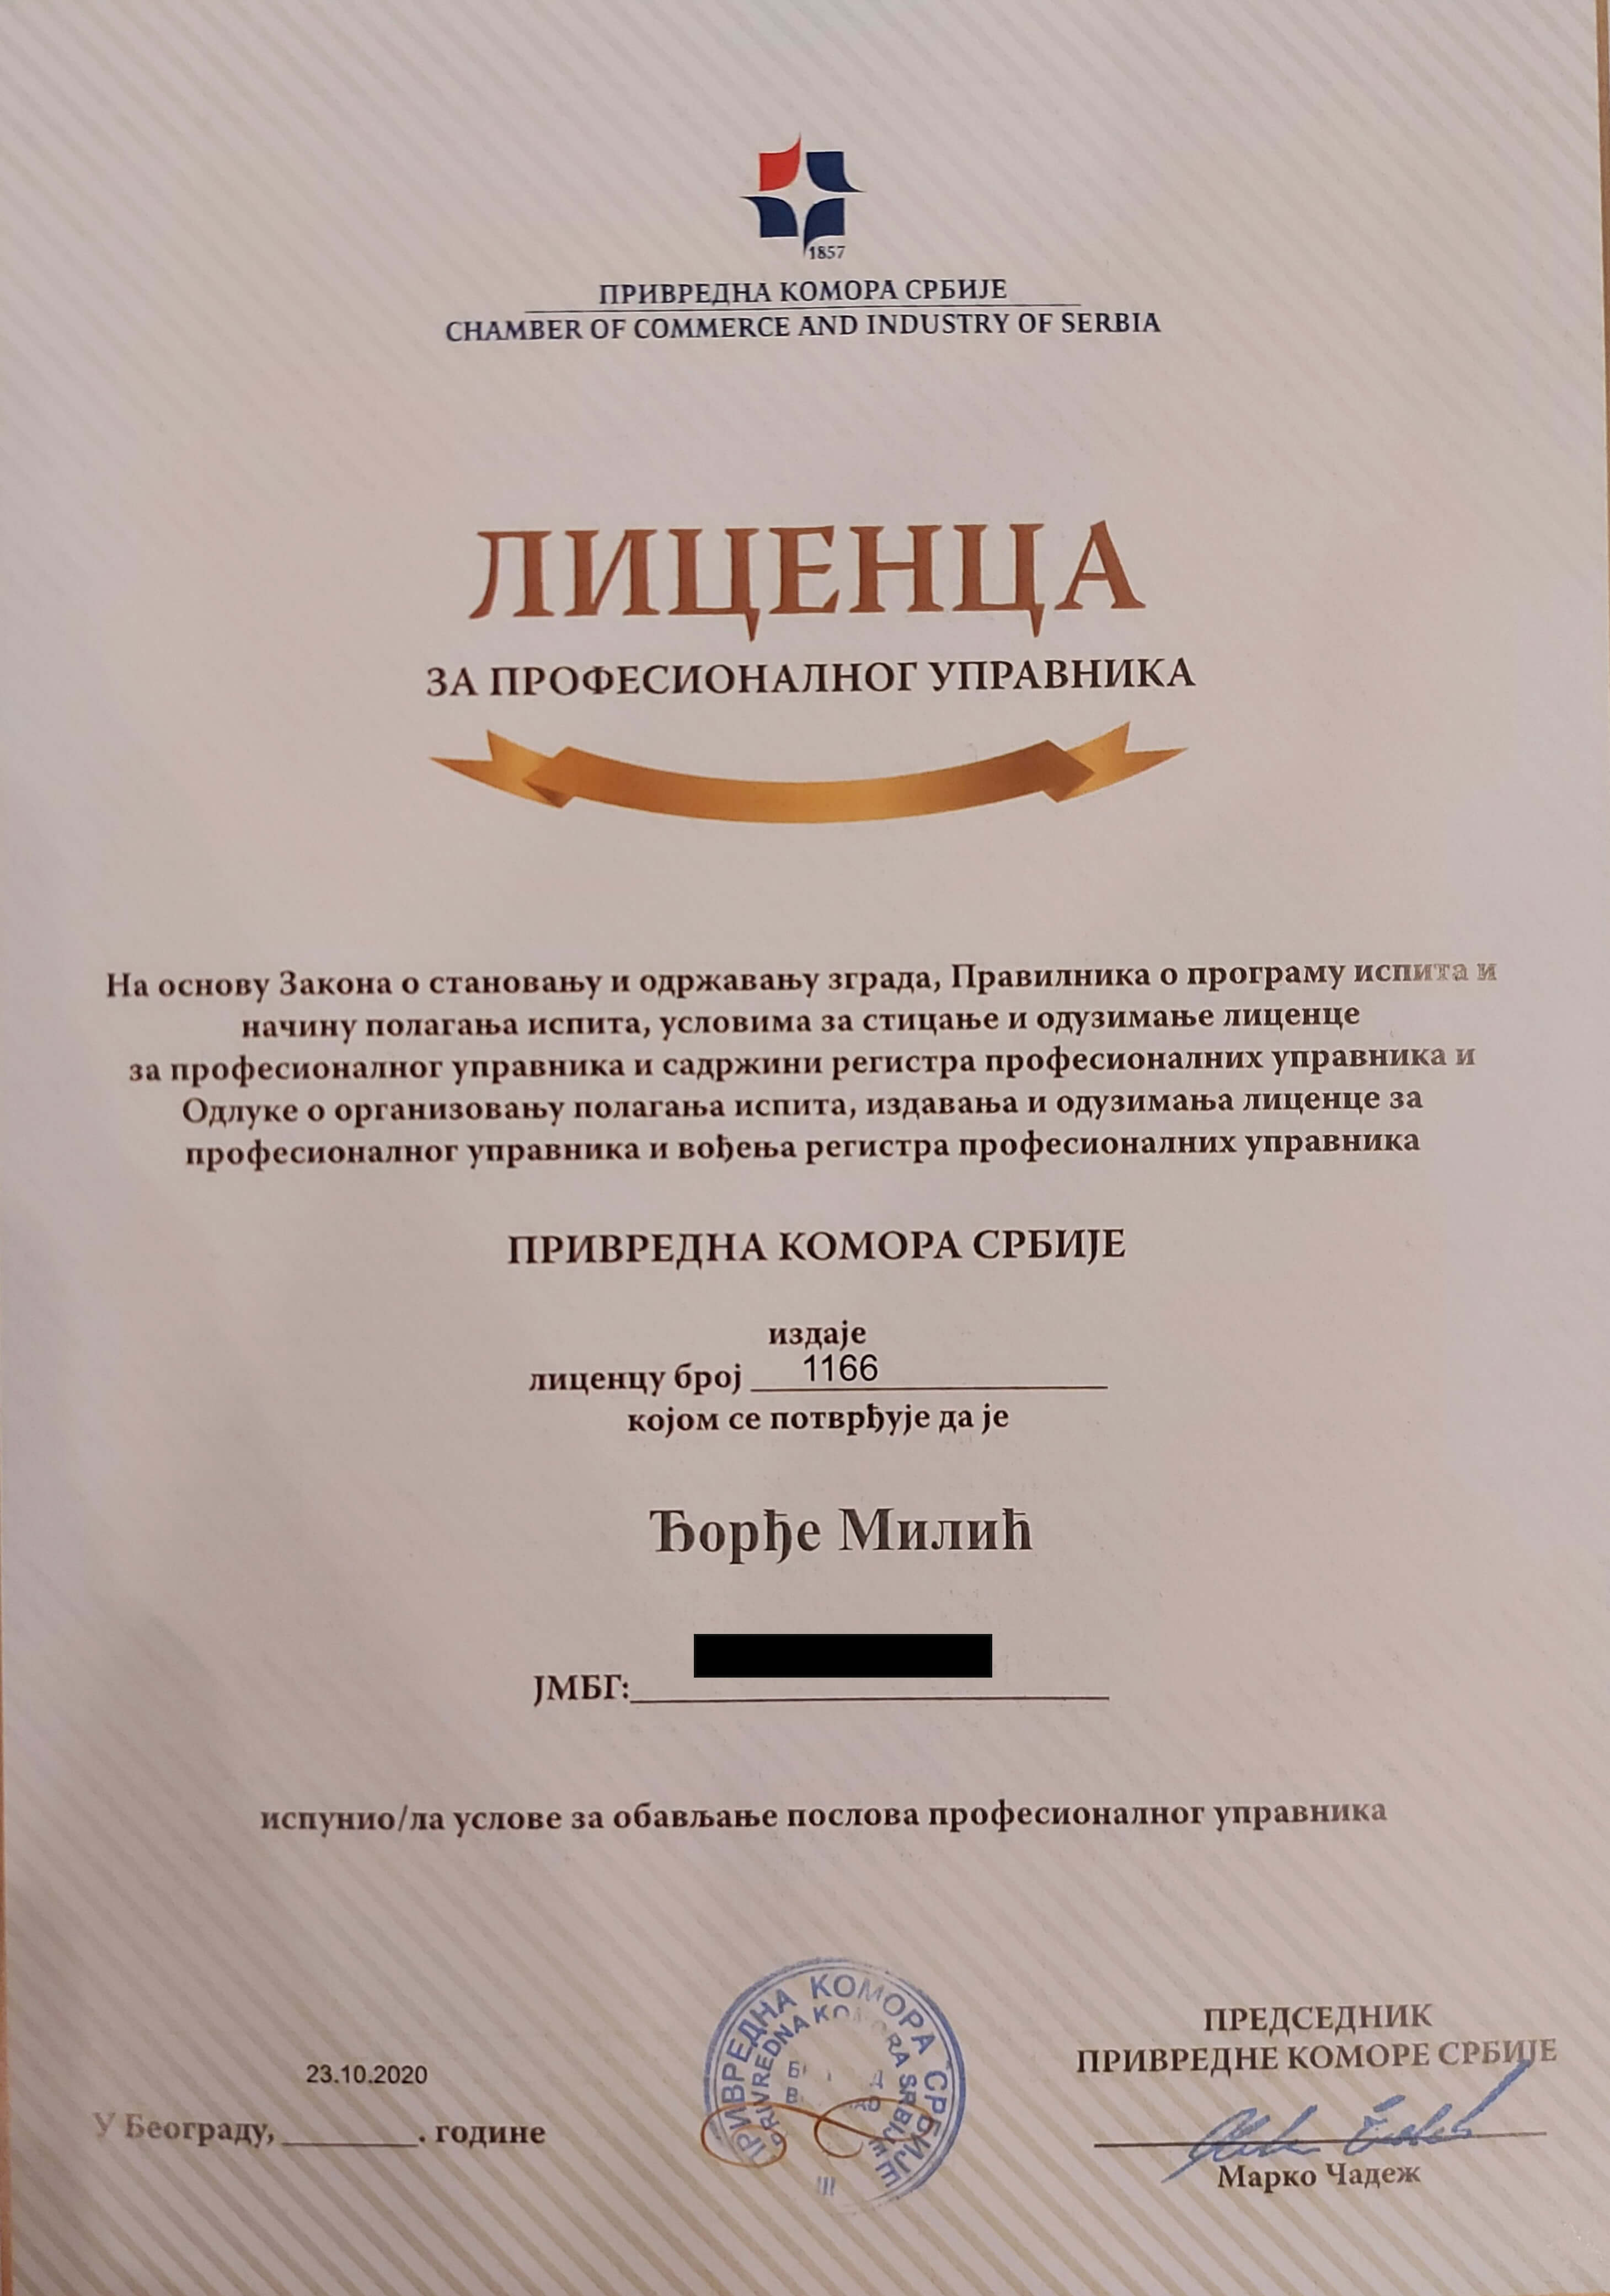 1857
ПРИВРЕДНА КОМОРА СРБИЈЕ
CHAMBER OF COMMERCE AND INDUSTRY OF SERBIA
ЛИЦЕНЦА
ЗА ПРОФЕСИОНАЛНОГ УПРАВНИКА
На основу Закона о становању и одржавању зграда, Правилника о програму испита и
начину полагања испита, условима за стицање и одузимање лиценце
за професионалног управника и садржини регистра професионалних управника и
Одлуке о организовању полагања испита, издавања и одузимања лиценце за
професионалног управника и вођења регистра професионалних управника
ПРИВРЕДНА КОМОРА СРБИЈЕ
издаје
лиценцу број 1166
којом се потврђује да је
Ђорђе Милић
ЈМБГ:
испунио/ла услове за обављање послова професионалног управника
23.10.2020
У Београду, ________. године
ПРИВРЕДНА КОМОРА СРБИЈЕ
PRIVREDNA KOMORA SRBIJE
III
ПРЕДСЕДНИК
ПРИВРЕДНЕ КОМОРЕ СРБИЈЕ
Марко Чадеж